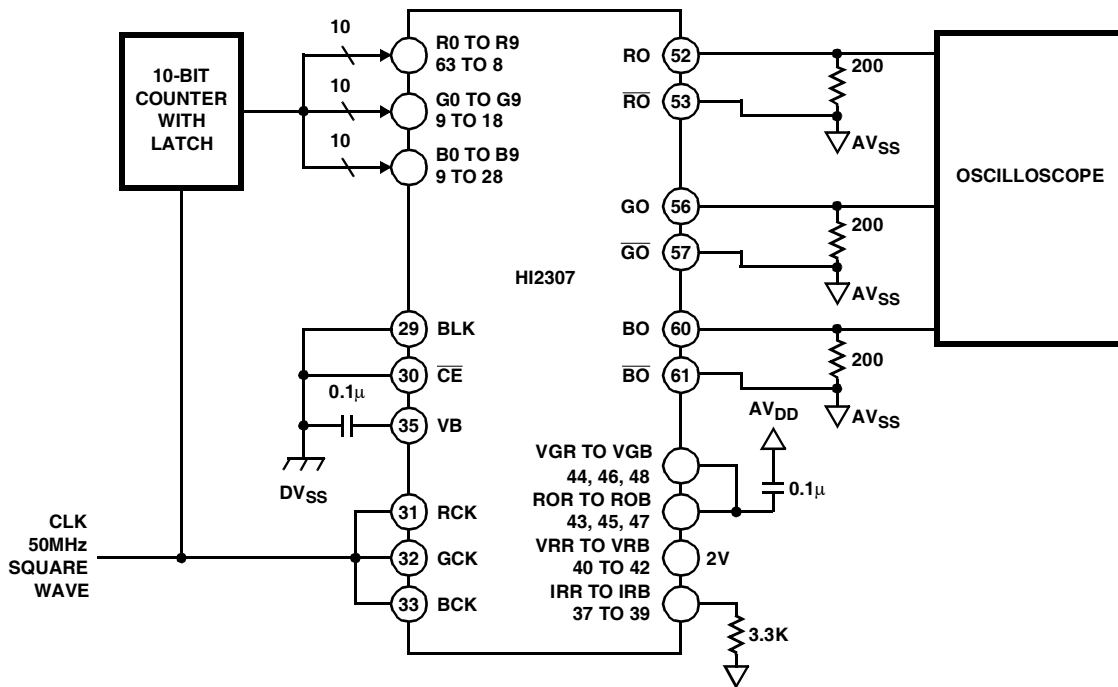 10-BIT
COUNTER
WITH
LATCH
10
10
10
R0 TO R9
63 TO 8
G0 TO G9
9 TO 18
B0 TO B9
9 TO 28
29 BLK
30 CE
0.1μ
35 VB
DVSS
CLK
50MHz
SQUARE
WAVE
31 RCK
32 GCK
33 BCK
HI2307
RO 52
RO 53
200
AVSS
GO 56
GO 57
200
AVSS
BO 60
BO 61
200
AVSS
AVDD
0.1μ
VGR TO VGB
44, 46, 48
ROR TO ROB
43, 45, 47
VRR TO VRB
40 TO 42
2V
IRR TO IRB
37 TO 39
3.3K
OSCILLOSCOPE